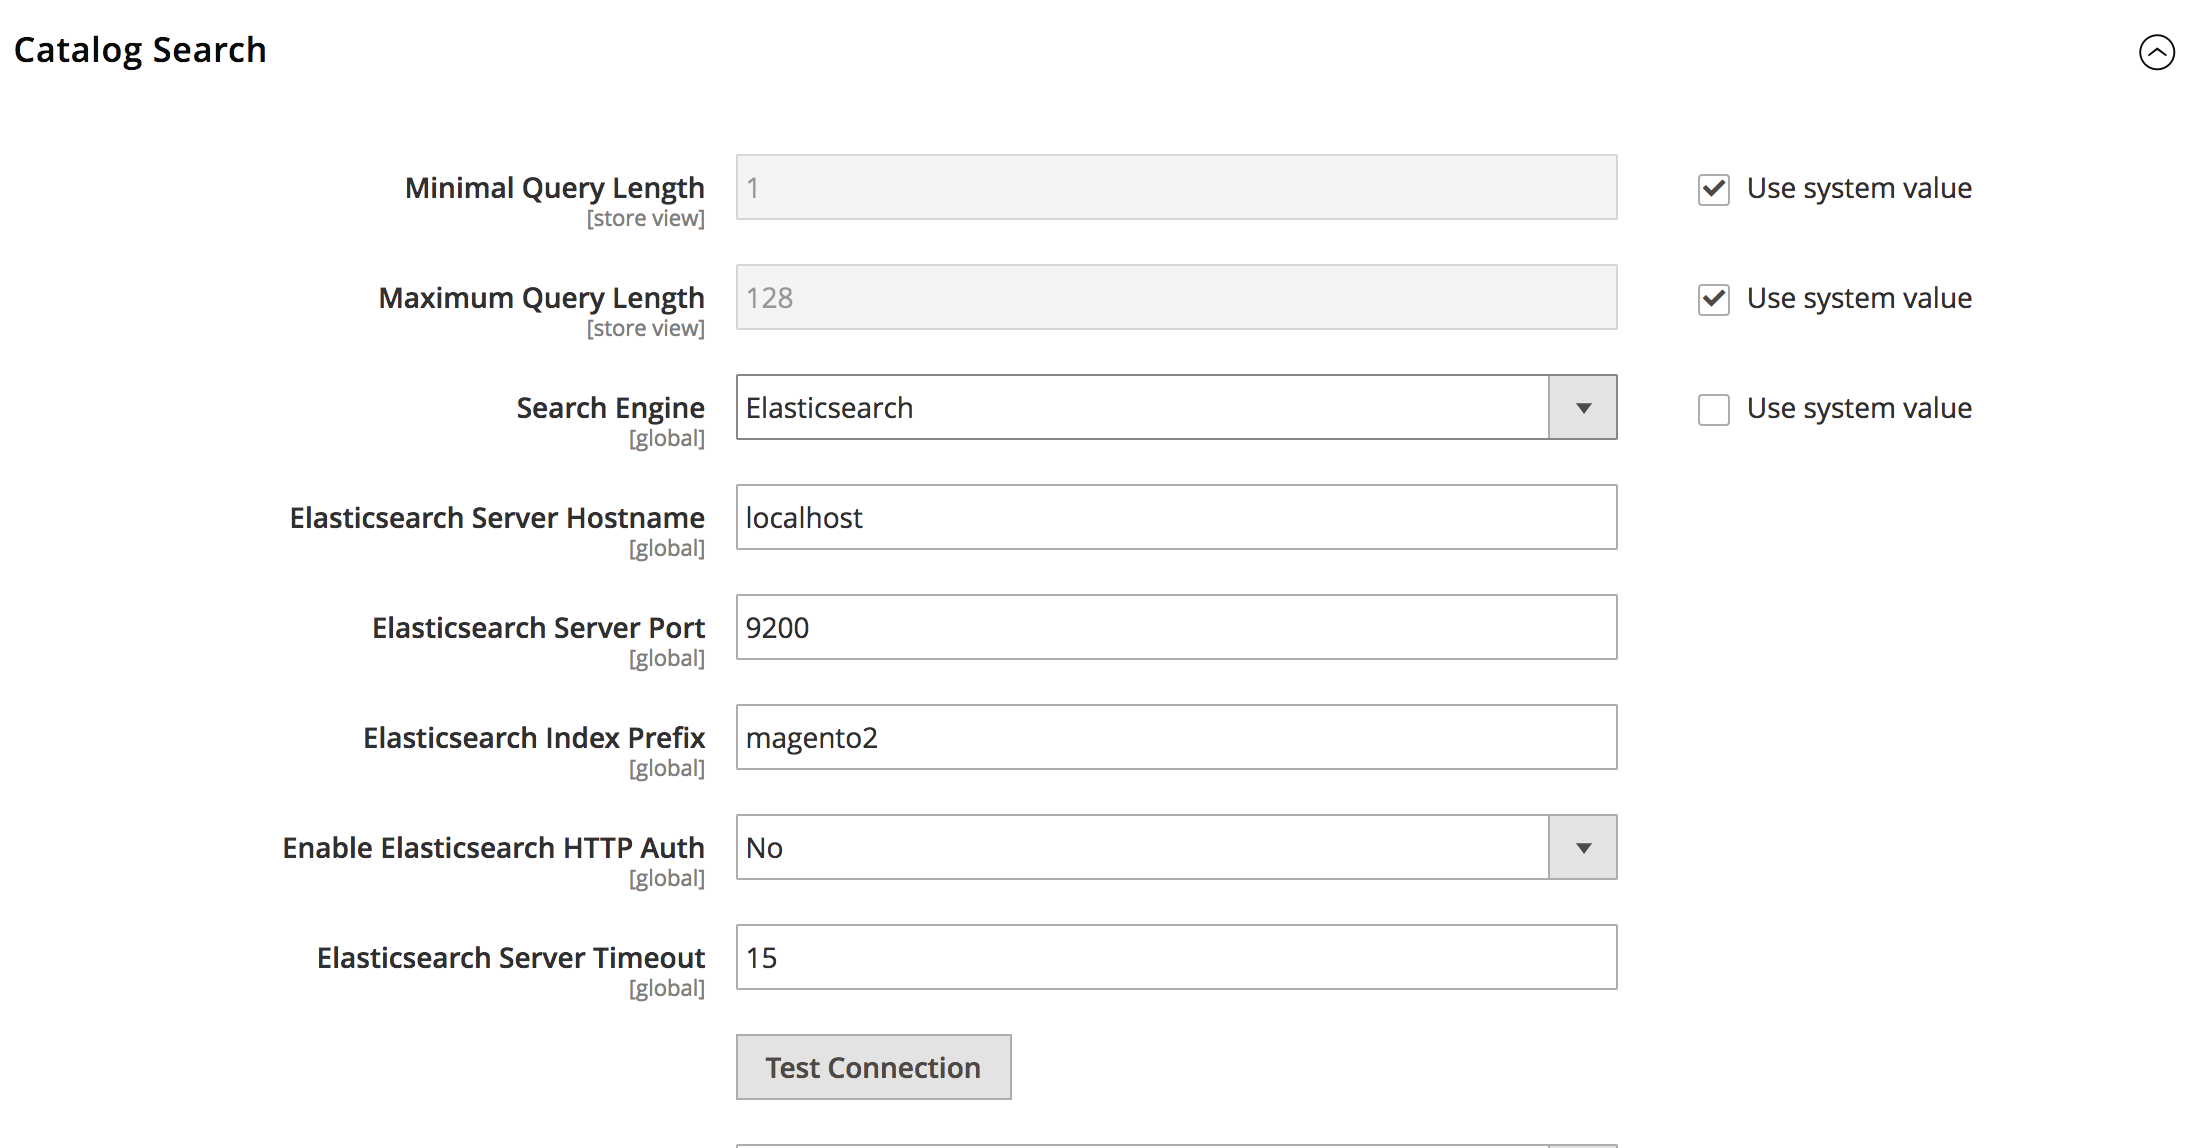 Catalog Search
Minimal Query Length
[store view]
1
Use system value
Maximum Query Length
[store view]
128
Use system value
Search Engine
[global]
Elasticsearch
Use system value
Elasticsearch Server Hostname
[global]
localhost
Elasticsearch Server Port
[global]
9200
Elasticsearch Index Prefix
[global]
magento2
Enable Elasticsearch HTTP Auth
[global]
No
Elasticsearch Server Timeout
[global]
15
Test Connection